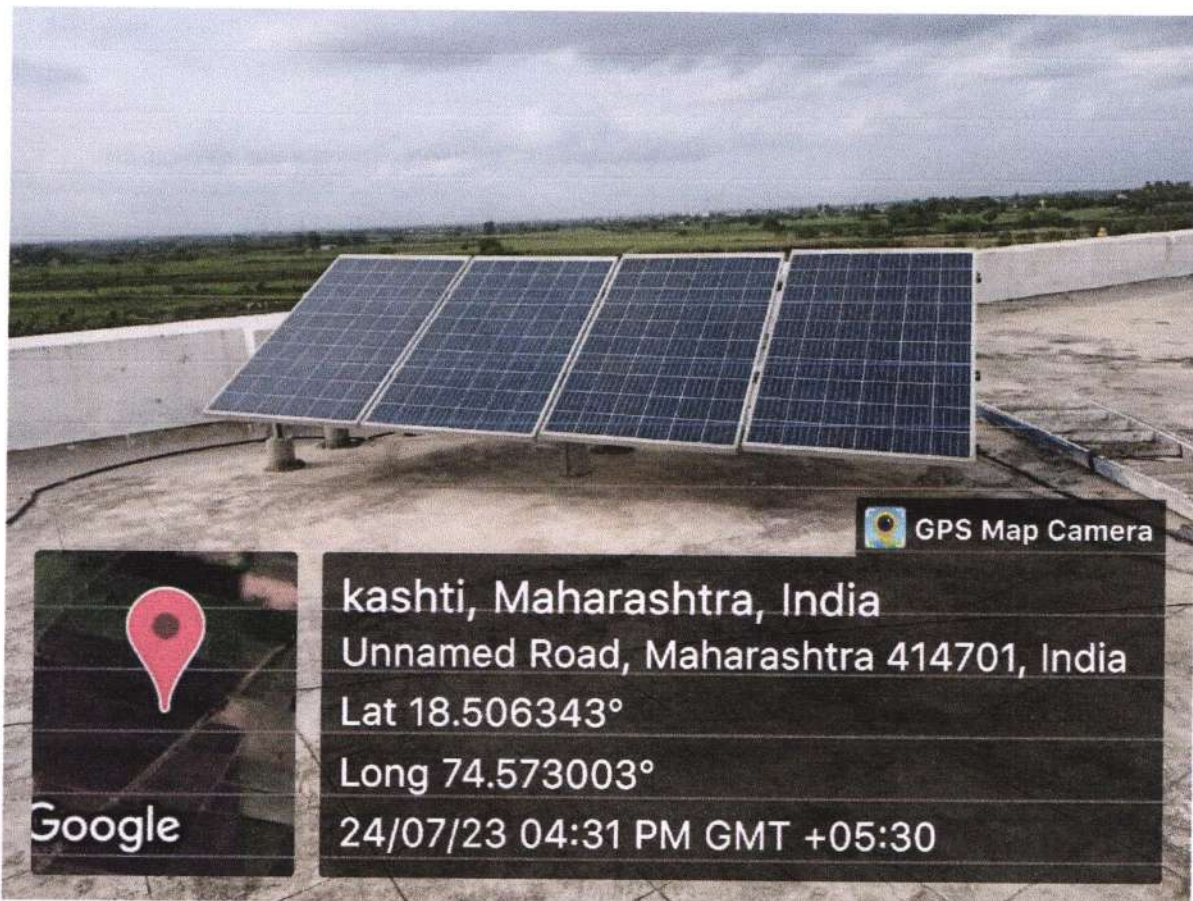 GPS Map Camera
kashti, Maharashtra, India
Unnamed Road, Maharashtra 414701, India
Lat 18.506343°
Long 74.573003°
24/07/23 04:31 PM GMT +05:30
Google